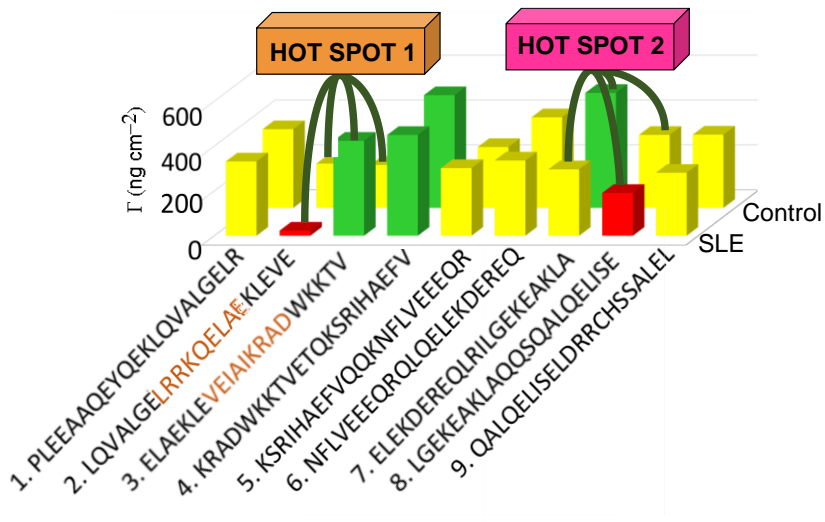 HOT SPOT 1
HOT SPOT 2
Γ (ng cm⁻²)
600
400
200
0
Control
SLE
1. PLEEAAQEYQEKLQVALGELR
2. LQVALGELRRKQELAEKLEVE
3. ELAEKLEVEIAIKRADWKKTV
4. KRADWKKTVETQKSRIHAEFV
5. KSRIHAEFVQQKNFLVEEEQR
6. NFLVEEEQRQLQELEKDEREQ
7. ELEKDEREQLRILGEKEAKLA
8. LGEKEAKLAQQSQALQELISE
9. QALQELISELDRRCHSSALEL